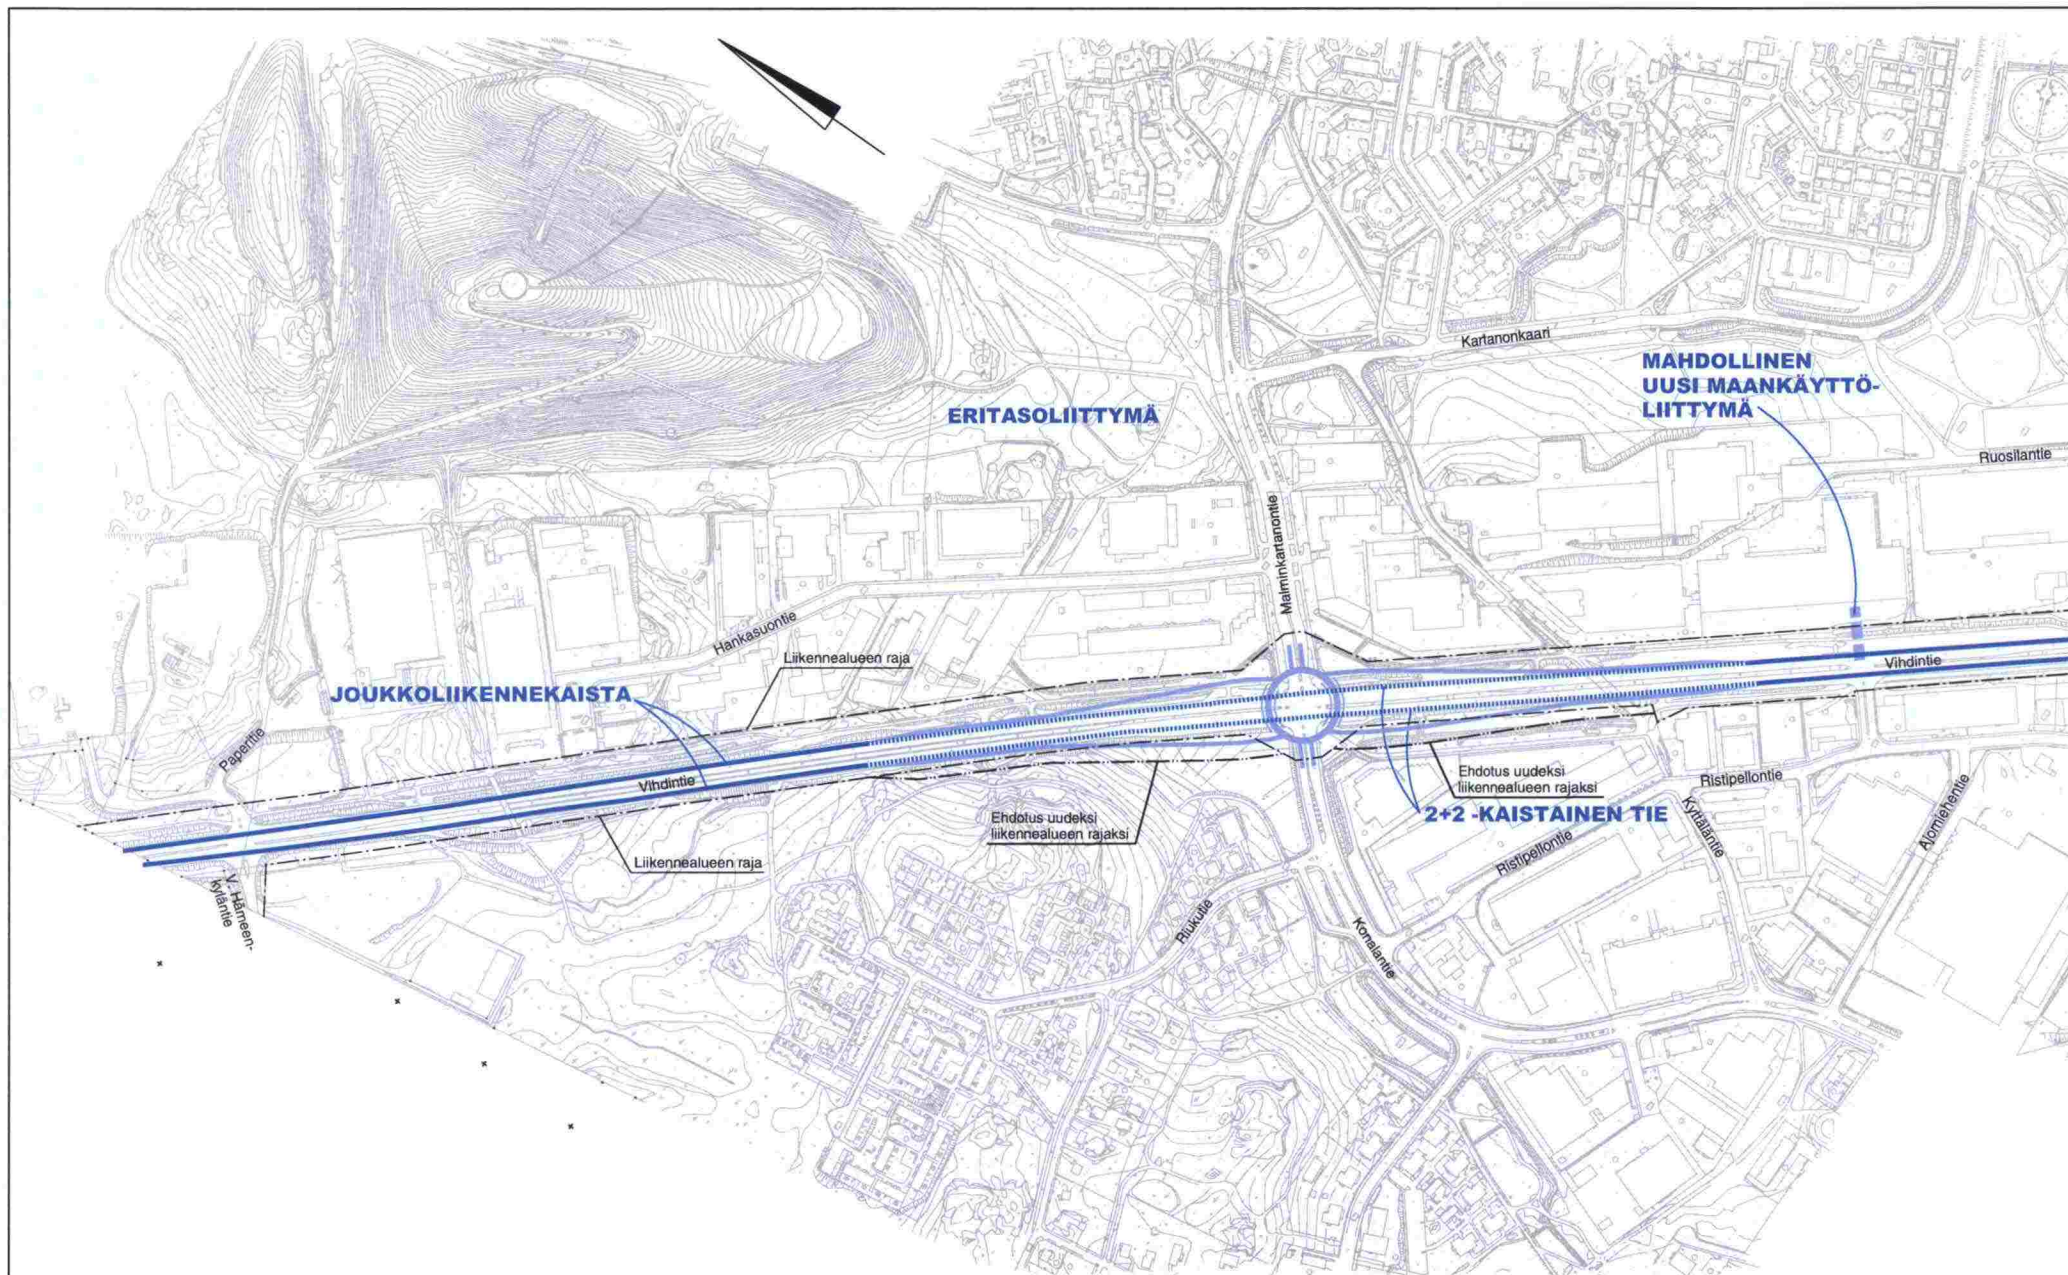 Kartanonkaari
MAHDOLLINEN
UUSI MAANKÄYTTÖ-
LIITTYMÄ
ERITASOLIITTYMÄ
Ruosilantie
Malminkartanontie
Hankasuontie
Liikennealueen raja
JOUKKOLIIKENNEKAISTA
Vihdintie
Paperitie
Vihdintie
Ehdotus uudeksi
liikennealueen rajaksi
Ristipellontie
2+2 -KAISTAINEN TIE
Ehdotus uudeksi
liikennealueen rajaksi
Kyttäläntie
Ajomiehentie
Ristipellontie
Liikennealueen raja
V. Hämeen-
kyläntie
Riukutie
Konalantie